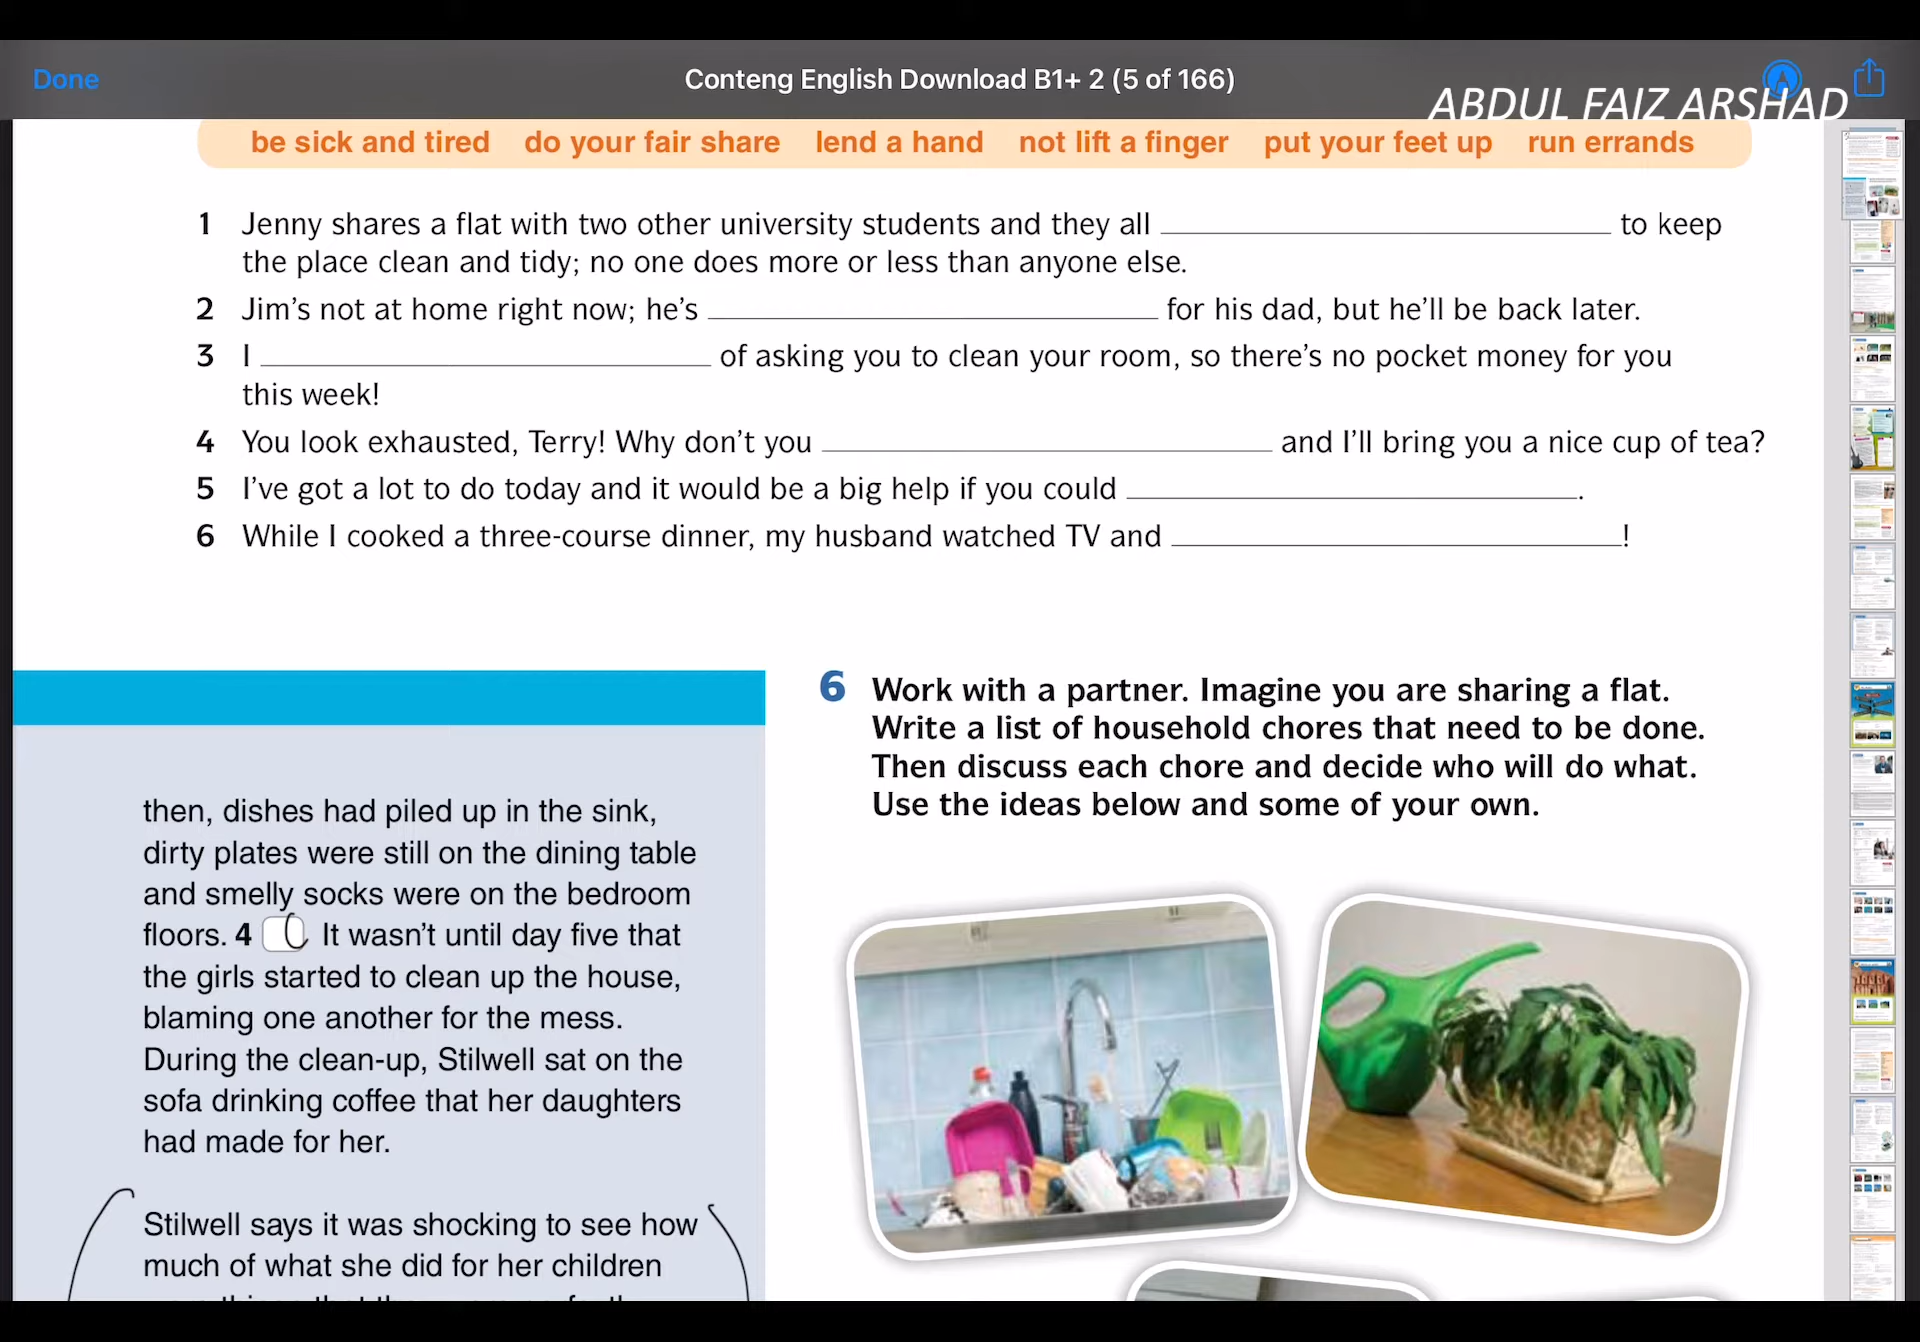 Done
Conteng English Download B1+ 2 (5 of 166)
ABDUL FAIZ ARSHAD
be sick and tired do your fair share lend a hand not lift a finger put your feet up run errands
1 Jenny shares a flat with two other university students and they all ______ to keep
the place clean and tidy; no one does more or less than anyone else.
2 Jim's not at home right now; he's ______ for his dad, but he'll be back later.
3 I ______ of asking you to clean your room, so there's no pocket money for you
this week!
4 You look exhausted, Terry! Why don't you ______ and I'll bring you a nice cup of tea?
5 I've got a lot to do today and it would be a big help if you could ______.
6 While I cooked a three-course dinner, my husband watched TV and ______!
6 Work with a partner. Imagine you are sharing a flat.
Write a list of household chores that need to be done.
Then discuss each chore and decide who will do what.
Use the ideas below and some of your own.
then, dishes had piled up in the sink,
dirty plates were still on the dining table
and smelly socks were on the bedroom
floors. 4 It wasn't until day five that
the girls started to clean up the house,
blaming one another for the mess.
During the clean-up, Stilwell sat on the
sofa drinking coffee that her daughters
had made for her.
Stilwell says it was shocking to see how
much of what she did for her children